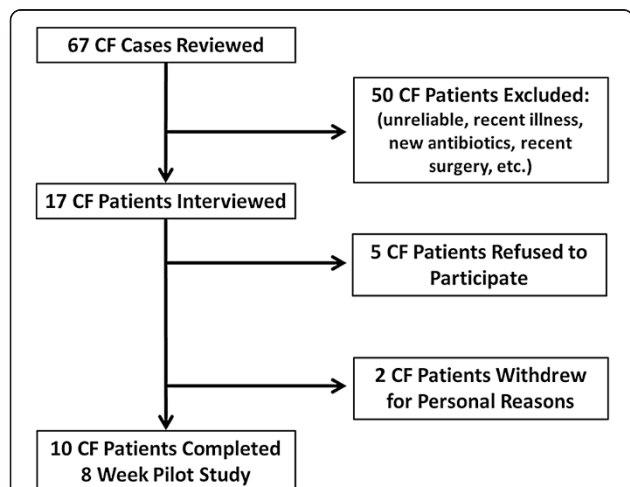 67 CF Cases Reviewed
50 CF Patients Excluded:
(unreliable, recent illness,
new antibiotics, recent
surgery, etc.)
17 CF Patients Interviewed
5 CF Patients Refused to
Participate
2 CF Patients Withdrew
for Personal Reasons
10 CF Patients Completed
8 Week Pilot Study